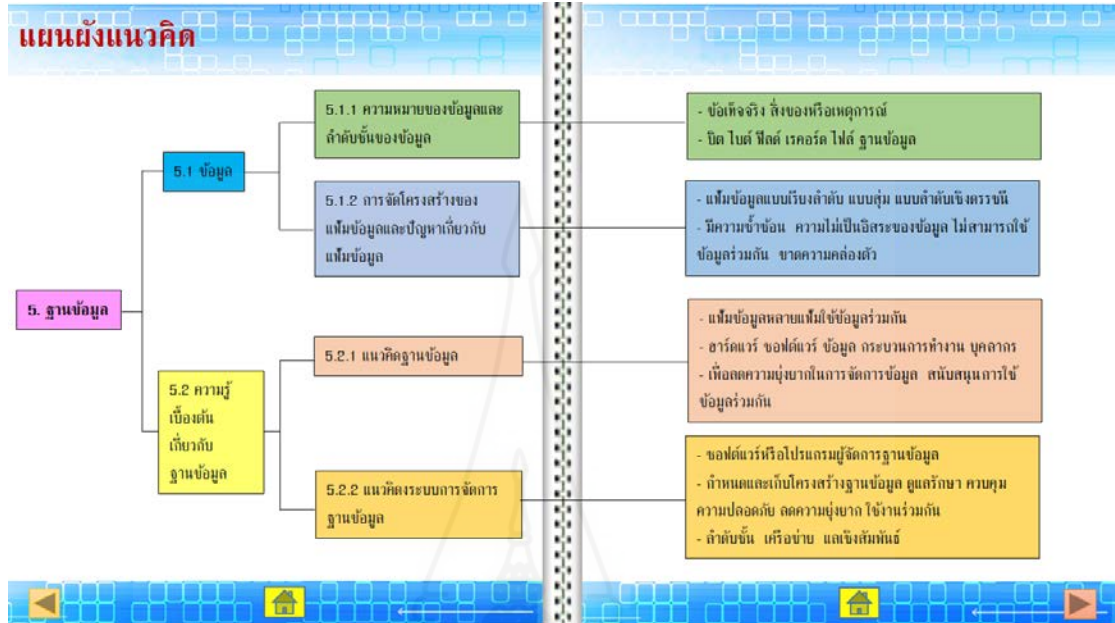 แผนผังแนวคิด
5. ฐานข้อมูล
5.1 ข้อมูล
5.1.1 ความหมายของข้อมูลและ
ลำดับชั้นของข้อมูล
- ข้อเท็จจริง สิ่งของหรือเหตุการณ์
- บิต ไบต์ ฟิลด์ เรคอร์ด ไฟล์ ฐานข้อมูล
5.1.2 การจัดโครงสร้างของ
แฟ้มข้อมูลและปัญหาเกี่ยวกับ
แฟ้มข้อมูล
- แฟ้มข้อมูลแบบเรียงลำดับ แบบสุ่ม แบบลำดับเชิงดรรชนี
- มีความซ้ำซ้อน ความไม่เป็นอิสระของข้อมูล ไม่สามารถใช้
ข้อมูลร่วมกัน ขาดความคล่องตัว
5.2 ความรู้
เบื้องต้น
เกี่ยวกับ
ฐานข้อมูล
5.2.1 แนวคิดฐานข้อมูล
- แฟ้มข้อมูลหลายแฟ้มใช้ข้อมูลร่วมกัน
- ฮาร์ดแวร์ ซอฟต์แวร์ ข้อมูล กระบวนการทำงาน บุคลากร
- เพื่อลดความยุ่งยากในการจัดการข้อมูล สนับสนุนการใช้
ข้อมูลร่วมกัน
5.2.2 แนวคิดงระบบการจัดการ
ฐานข้อมูล
- ซอฟต์แวร์หรือโปรแกรมผู้จัดการฐานข้อมูล
- กำหนดและเก็บโครงสร้างฐานข้อมูล ดูแลรักษา ควบคุม
ความปลอดภัย ลดความยุ่งยาก ใช้งานร่วมกัน
- ลำดับชั้น เครือข่าย แลเชิงสัมพันธ์